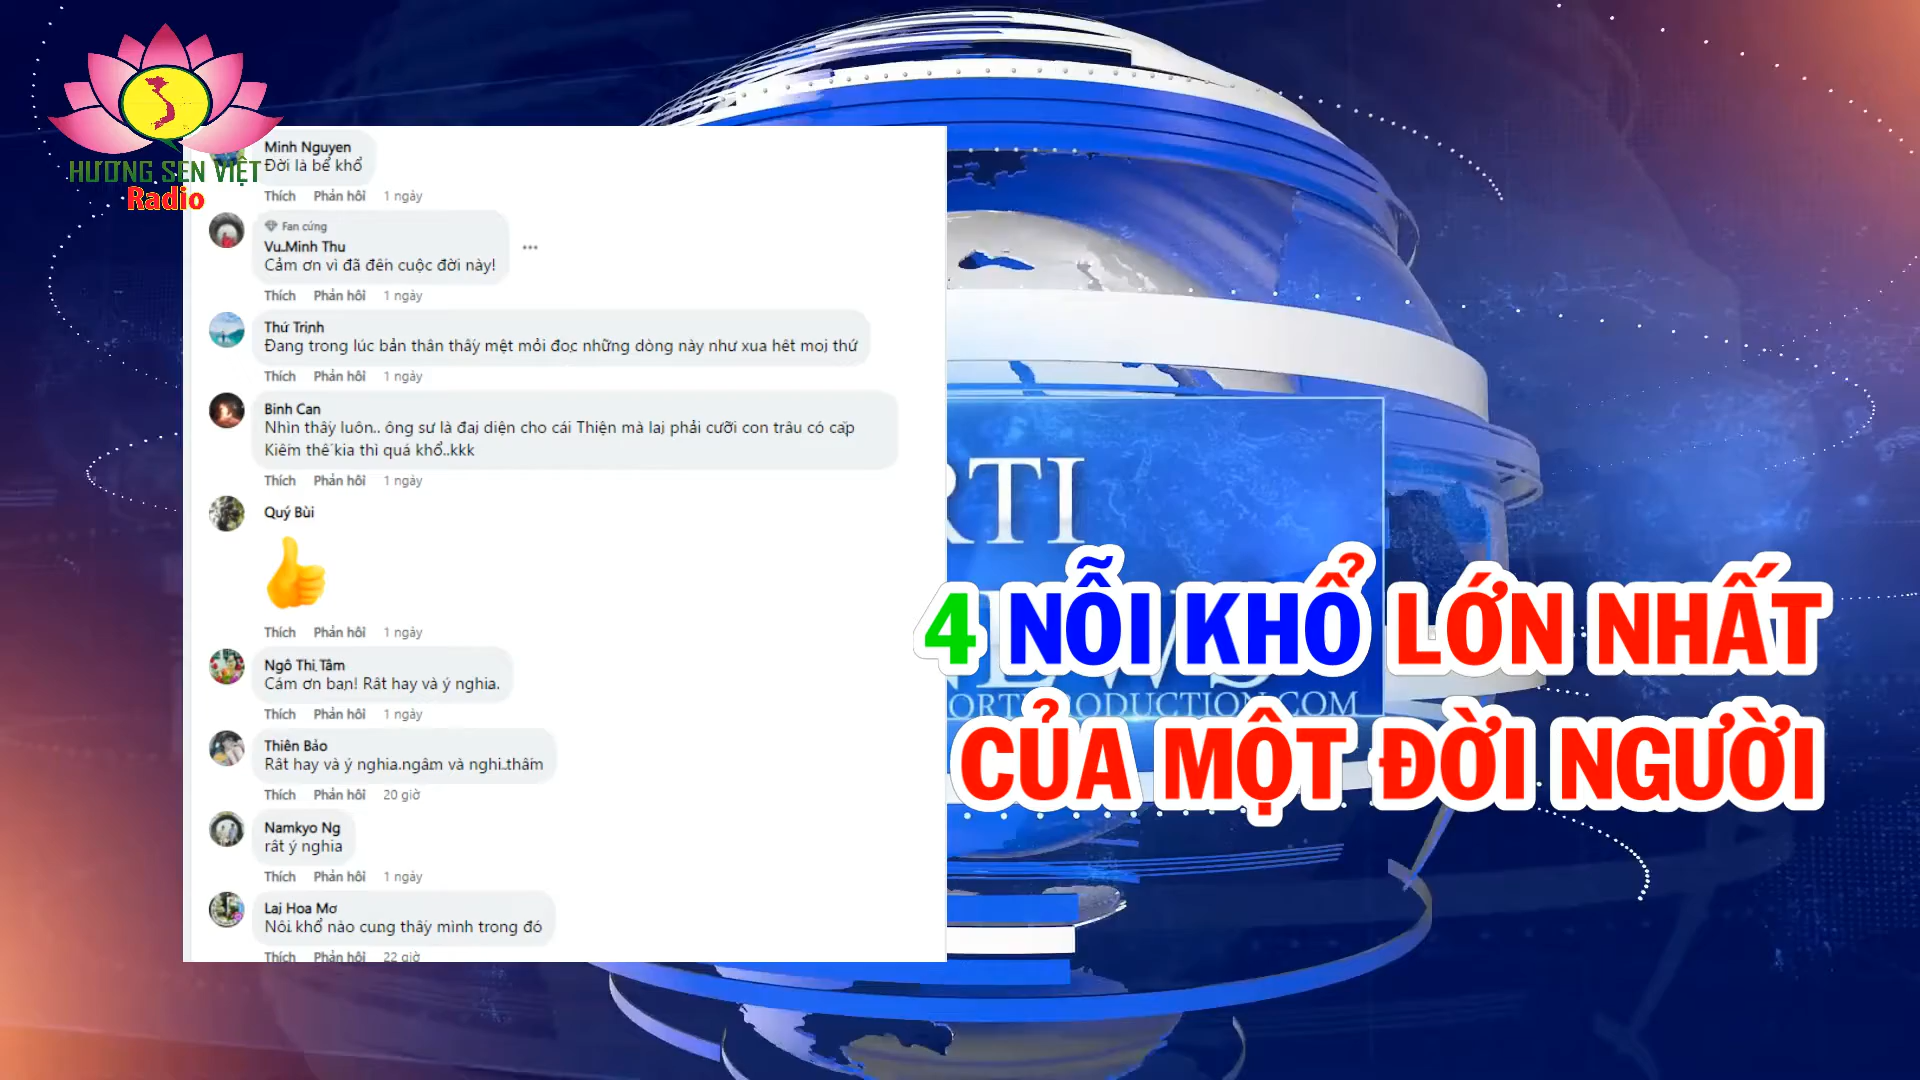 HƯƠNG SEN VIỆT
Radio
Minh Nguyen
Đời là bể khổ
Thích Phản hồi 1 ngày
Fan cứng
Vu Minh Thu
Cảm ơn vì đã đến cuộc đời này!
Thích Phản hồi 1 ngày
Thứ Trịnh
Đang trong lúc bản thân thấy mệt mỏi đọc những dòng này như xua hết mọi thứ
Thích Phản hồi 1 ngày
Binh Can
Nhìn thấy luôn.. ông sư là đại diện cho cái Thiện mà lại phải cưỡi con trâu có cặp
Kiếm thế kia thì quá khổ..kkk
Thích Phản hồi 1 ngày
Quý Bùi
Thích Phản hồi 1 ngày
Ngô Thị Tâm
Cám ơn bạn! Rất hay và ý nghĩa.
Thích Phản hồi 1 ngày
Thiên Bảo
Rất hay và ý nghĩa.ngâm và nghĩ thấm
Thích Phản hồi 20 giờ
Namkyo Ng
rất ý nghĩa
Thích Phản hồi 1 ngày
Lại Hoa Mơ
Nỗi khổ nào cũng thấy mình trong đó
Thích Phản hồi 22 giờ
RTI
4 NỖI KHỔ LỚN NHẤT
CỦA MỘT ĐỜI NGƯỜI